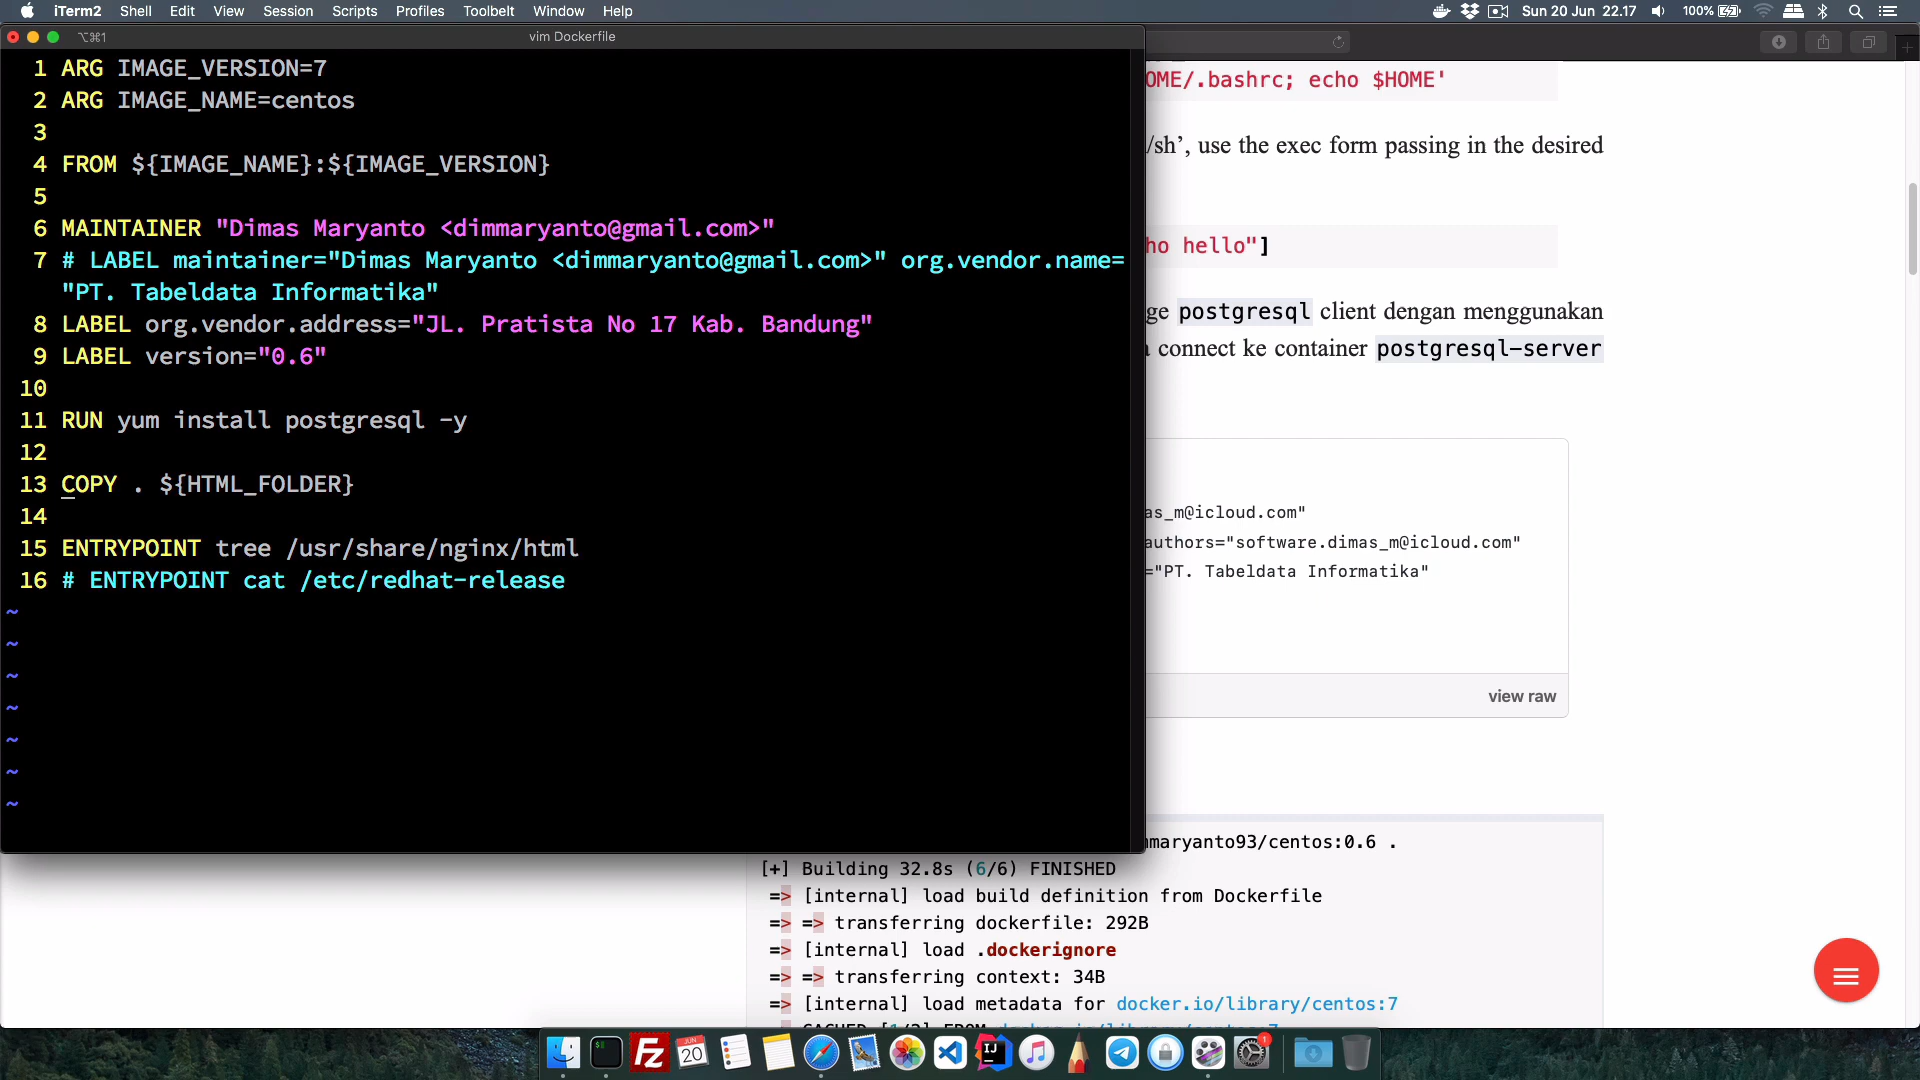 iTerm2 Shell Edit View Session Scripts Profiles Toolbelt Window Help
Sun 20 Jun 22.17 100%
⌥⌘1 vim Dockerfile
1 ARG IMAGE_VERSION=7
2 ARG IMAGE_NAME=centos
3
4 FROM ${IMAGE_NAME}:${IMAGE_VERSION}
5
6 MAINTAINER "Dimas Maryanto <dimmaryanto@gmail.com>"
7 # LABEL maintainer="Dimas Maryanto <dimmaryanto@gmail.com>" org.vendor.name=
"PT. Tabeldata Informatika"
8 LABEL org.vendor.address="JL. Pratista No 17 Kab. Bandung"
9 LABEL version="0.6"
10
11 RUN yum install postgresql -y
12
13 COPY . ${HTML_FOLDER}
14
15 ENTRYPOINT tree /usr/share/nginx/html
16 # ENTRYPOINT cat /etc/redhat-release
~
~
~
~
~
~
~
OME/.bashrc; echo $HOME'
/sh’, use the exec form passing in the desired
ho hello"]
ge postgresql client dengan menggunakan
connect ke container postgresql-server
as_m@icloud.com"
authors="software.dimas_m@icloud.com"
="PT. Tabeldata Informatika"
view raw
maryanto93/centos:0.6 .
[+] Building 32.8s (6/6) FINISHED
=> [internal] load build definition from Dockerfile
=> => transferring dockerfile: 292B
=> [internal] load .dockerignore
=> => transferring context: 34B
=> [internal] load metadata for docker.io/library/centos:7
JUN
20
1